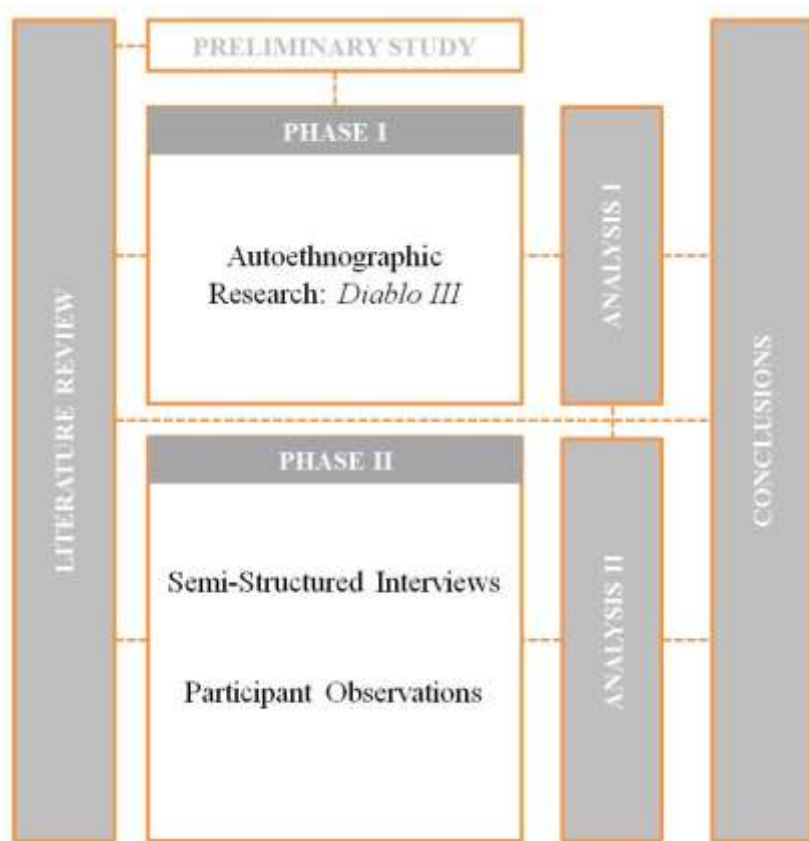 PRELIMINARY STUDY
LITERATURE REVIEW
PHASE I
Autoethnographic
Research: Diablo III
ANALYSIS I
PHASE II
Semi-Structured Interviews
Participant Observations
ANALYSIS II
CONCLUSIONS